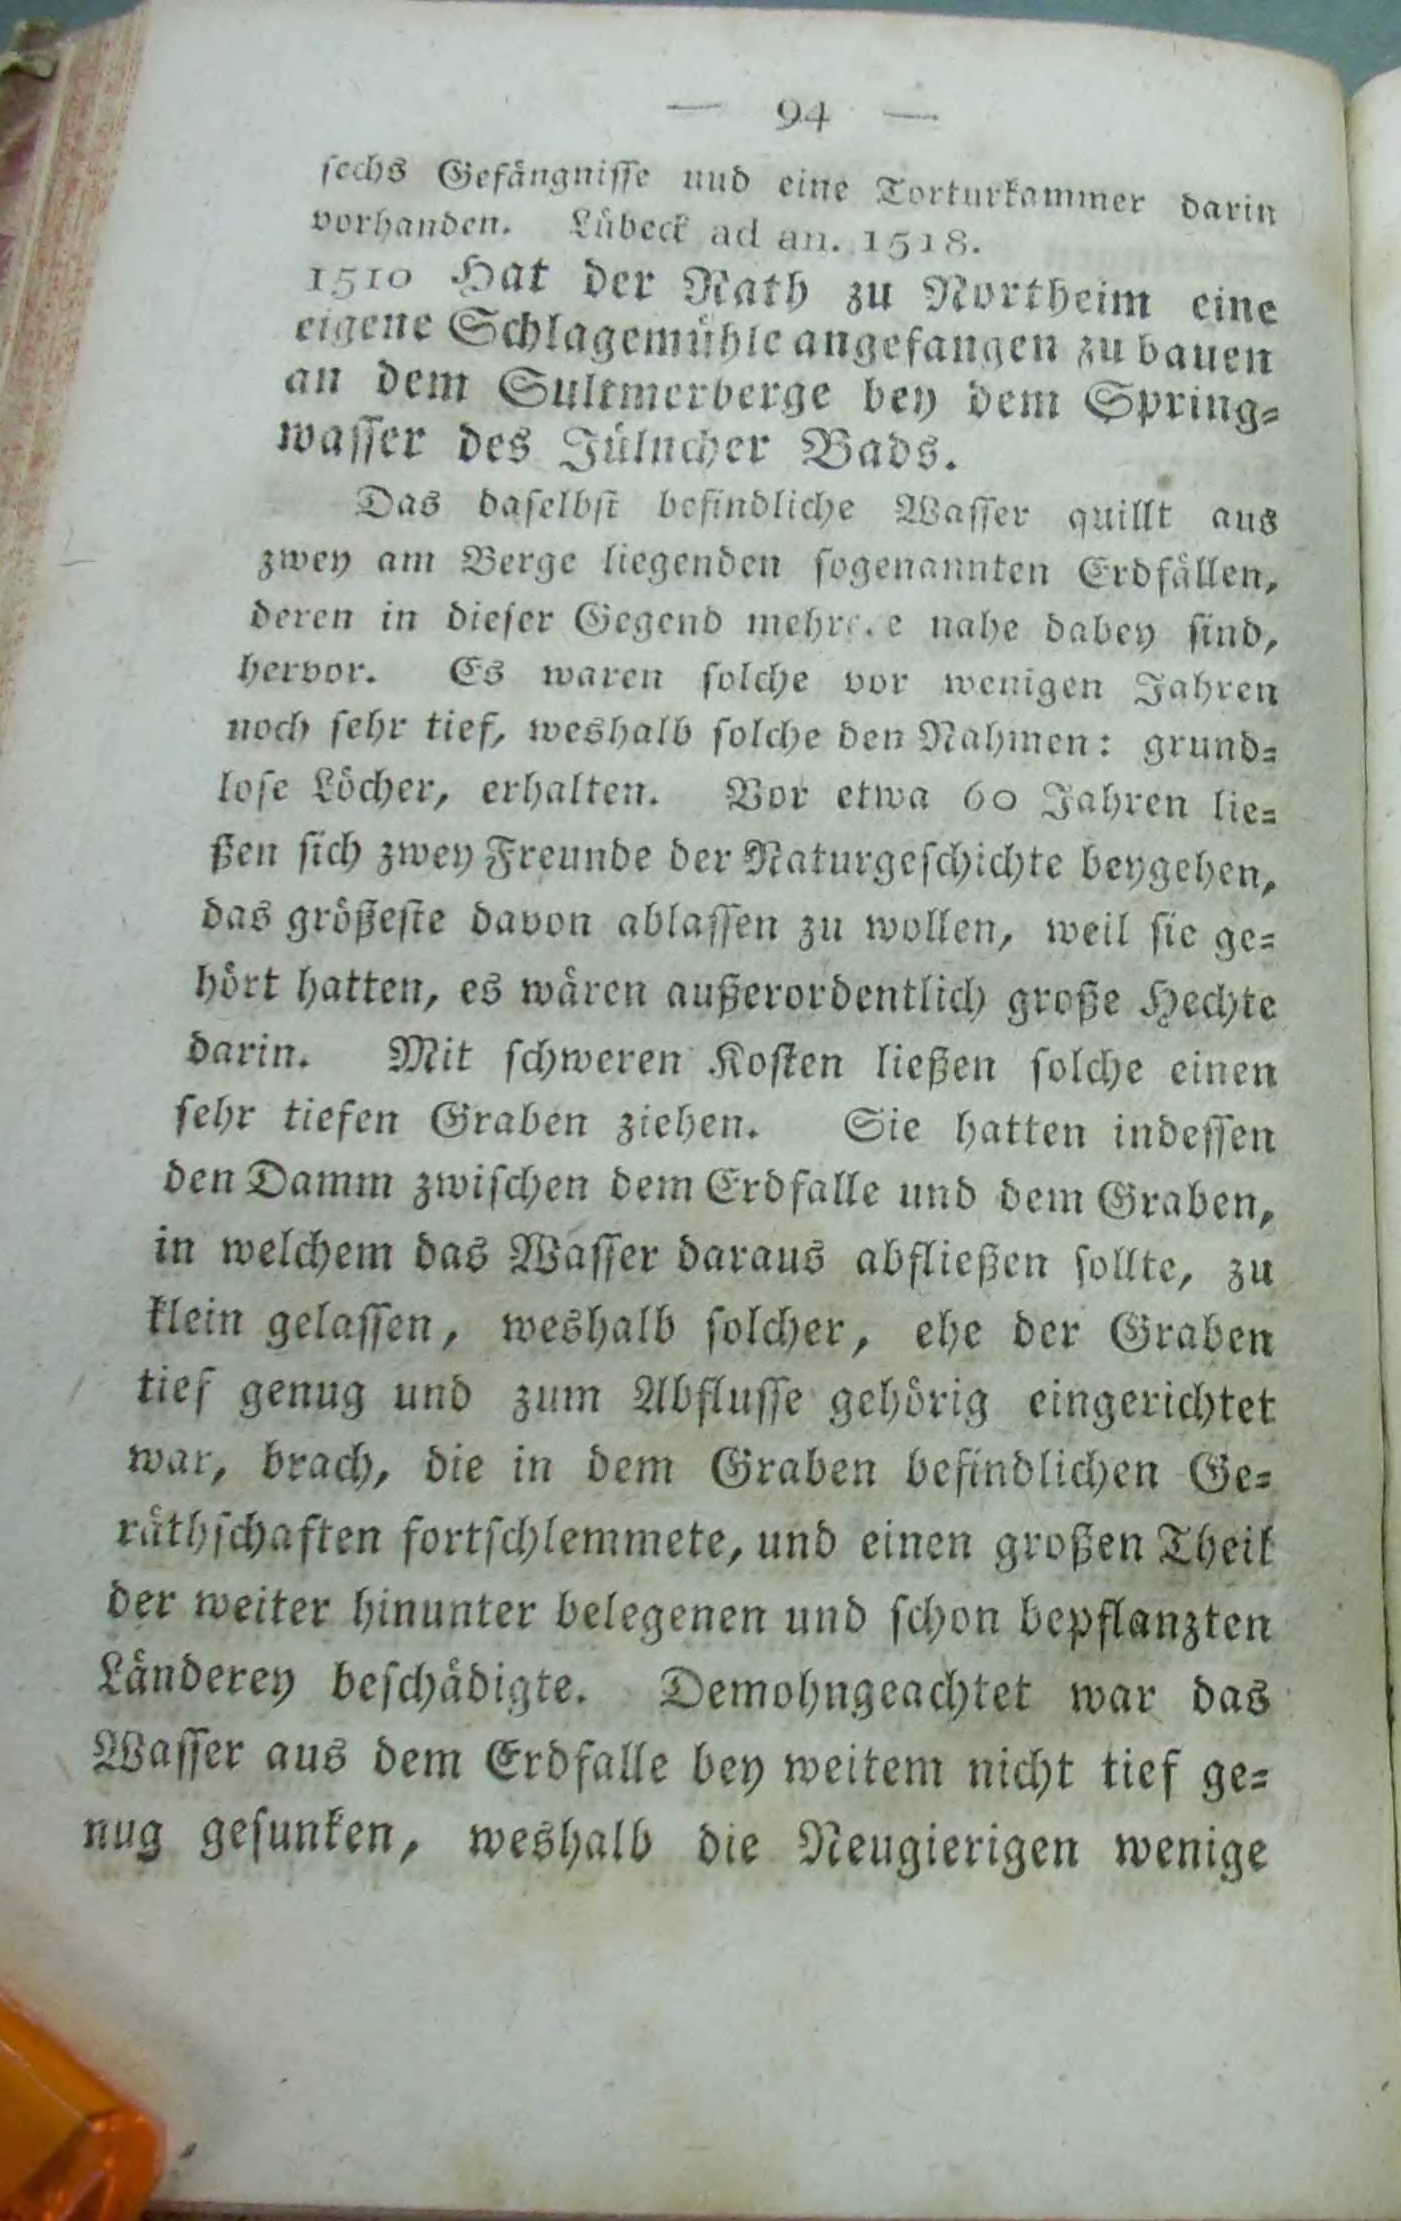 — 94 —
ſechs Gefängniſſe uud eine Torturkammer darin
vorhanden. Lübeck ad an. 1518.
1510 Hat der Rath zu Northeim eine
eigene Schlagemühle angefangen zu bauen
an dem Sultmerberge bey dem Spring⸗
waſſer des Bads.
Das daſelbſt befindliche Waſſer quillt aus
zwey am Berge liegenden ſogenannten Erdfällen,
deren in dieſer Gegend mehrere nahe dabey ſind,
hervor. Es waren ſolche vor wenigen Jahren
noch ſehr tief, weshalb ſolche den Nahmen: grund⸗
loſe Löcher, erhalten. Vor etwa 60 Jahren lie⸗
ßen ſich zwey Freunde der Naturgeſchichte beygehen,
das größeſte davon ablaſſen zu wollen, weil ſie ge⸗
hört hatten, es wären außerordentlich große Hechte
darin. Mit ſchweren Koſten ließen ſolche einen
ſehr tiefen Graben ziehen. Sie hatten indeſſen
den Damm zwiſchen dem Erdfalle und dem Graben,
in welchem das Waſſer daraus abfließen ſollte, zu
klein gelaſſen, weshalb ſolcher, ehe der Graben
tief genug und zum Abfluſſe gehörig eingerichtet
war, brach, die in dem Graben befindlichen Ge⸗
räthſchaften fortſchlemmete, und einen großen Theil
der weiter hinunter belegenen und ſchon bepflanzten
Länderey beſchädigte. Demohngeachtet war das
Waſſer aus dem Erdfalle bey weitem nicht tief ge⸗
nug geſunken, weshalb die Neugierigen wenige